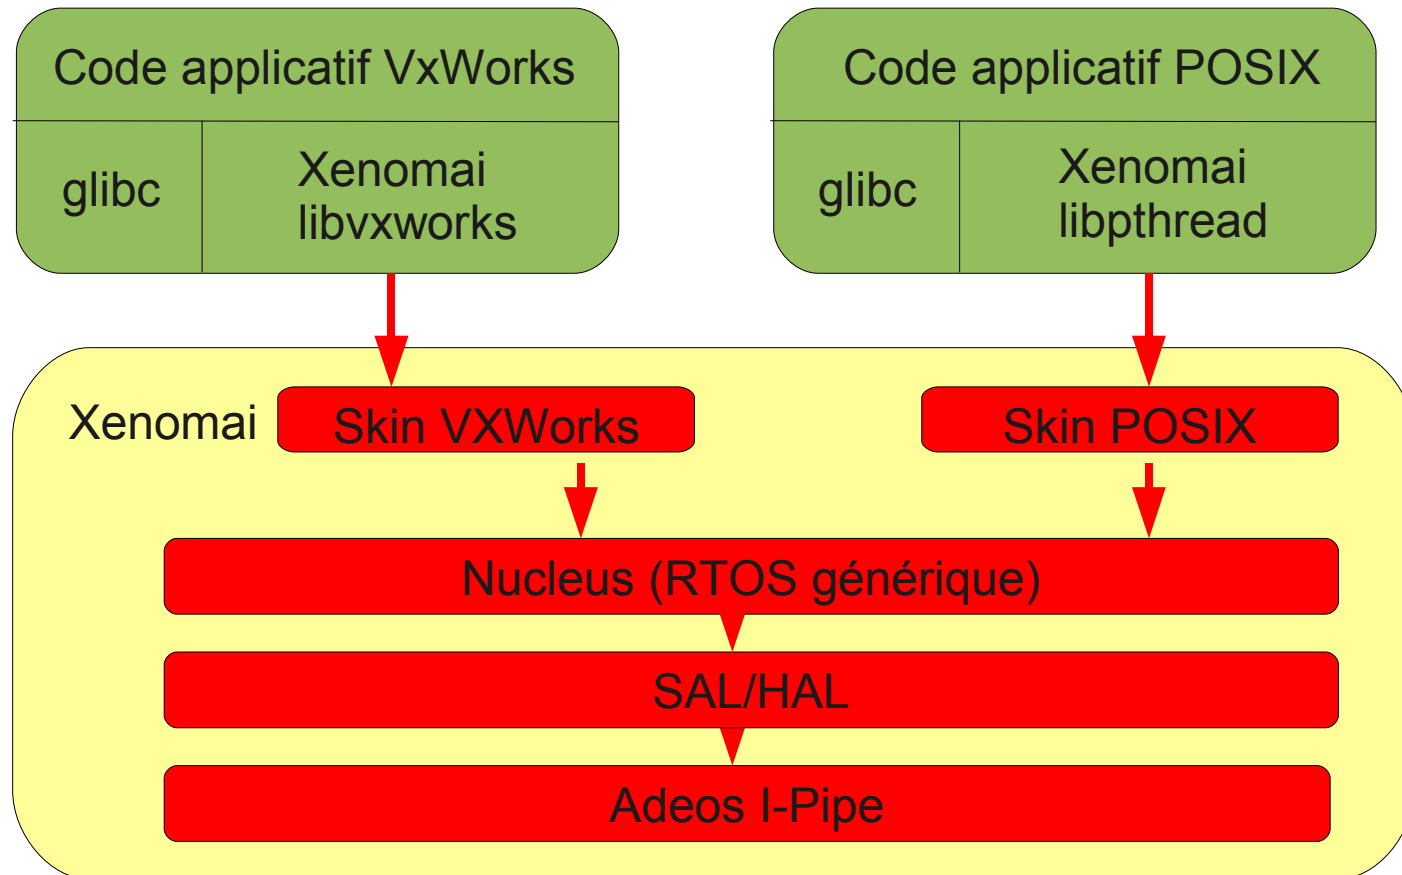 Code applicatif VxWorks
glibc
Xenomai
libvxworks
Code applicatif POSIX
glibc
Xenomai
libpthread
Xenomai
Skin VXWorks
Skin POSIX
Nucleus (RTOS générique)
SAL/HAL
Adeos I-Pipe